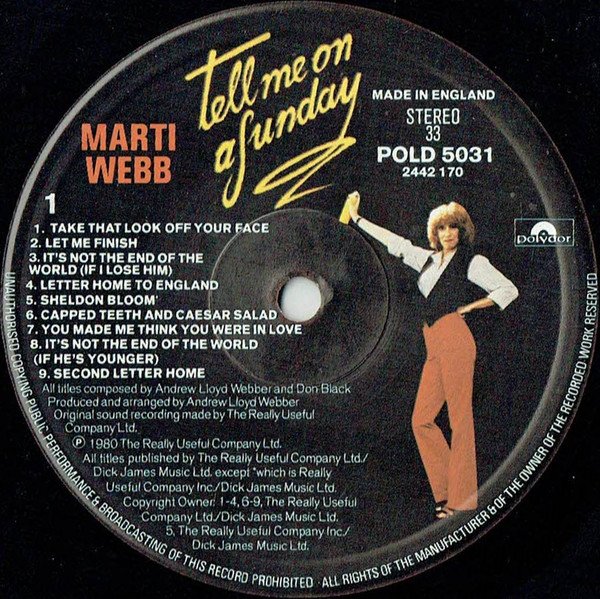 tell me on
a Sunday
MARTI
WEBB
MADE IN ENGLAND
STEREO
33
POLD 5031
2442 170
polydor
1
1. TAKE THAT LOOK OFF YOUR FACE
2. LET ME FINISH
3. IT'S NOT THE END OF THE
WORLD (IF I LOSE HIM)
4. LETTER HOME TO ENGLAND
5. SHELDON BLOOM'
6. CAPPED TEETH AND CAESAR SALAD
7. YOU MADE ME THINK YOU WERE IN LOVE
8. IT'S NOT THE END OF THE WORLD
(IF HE'S YOUNGER)
9. SECOND LETTER HOME
All titles composed by Andrew Lloyd Webber and Don Black
Produced and arranged by Andrew Lloyd Webber
Original sound recording made by The Really Useful
Company Ltd.
Ⓟ 1980 The Really Useful Company Ltd.
All titles published by The Really Useful Company Ltd./
Dick James Music Ltd. except "which is Really
Useful Company Inc./Dick James Music Ltd.
Copyright Owner: 1-4, 6-9, The Really Useful
Company Ltd./Dick James Music Ltd.
5, The Really Useful Company Inc./
Dick James Music Ltd.
UNAUTHORISED COPYING PUBLIC PERFORMANCE & BROADCASTING OF THIS RECORD PROHIBITED · ALL RIGHTS OF THE MANUFACTURER & OF THE OWNER OF THE RECORDED WORK RESERVED